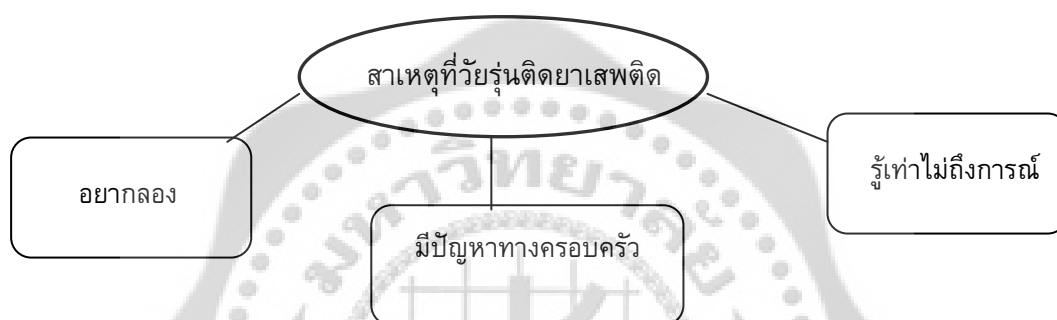 สาเหตุที่วัยรุ่นติดยาเสพติด
อยากลอง
มีปัญหาทางครอบครัว
รู้เท่าไม่ถึงการณ์